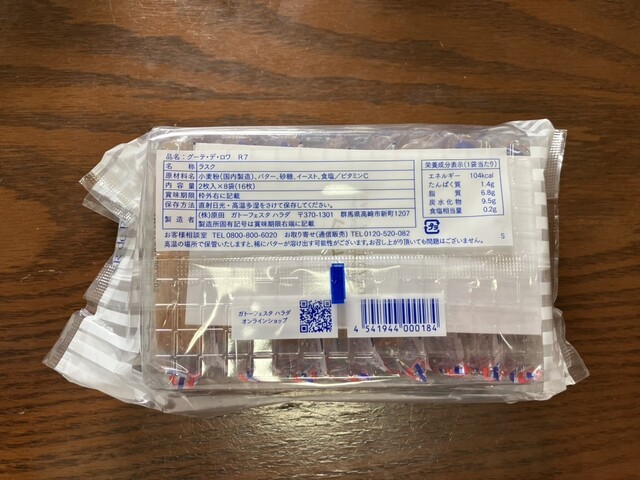 品名:グーテ・デ・ロワ R7
名 称 ラスク
原材料名 小麦粉(国内製造)、バター、砂糖、イースト、食塩/ビタミンC
内 容 量 2枚入×8袋(16枚)
賞味期限 枠外右に記載
保存方法 直射日光・高温多湿をさけて保存してください。
製 造 者 (株)原田 ガトーフェスタ ハラダ 〒370-1301 群馬県高崎市新町1207
製造所固有記号は賞味期限右端に記載
お客様相談室 TEL0800-800-6020 お取り寄せ(通信販売) TEL0120-520-082
高温の場所で保管いたしますと、稀にバターが溶け出す可能性がございます。お召し上がり頂いても問題はございません。
栄養成分表示(1袋当たり)
エネルギー 104kcal
たんぱく質 1.4g
脂 質 6.8g
炭水化物 9.5g
食塩相当量 0.2g
紙
S
ガトーフェスタ ハラダ
オンラインショップ
4 541944 000184